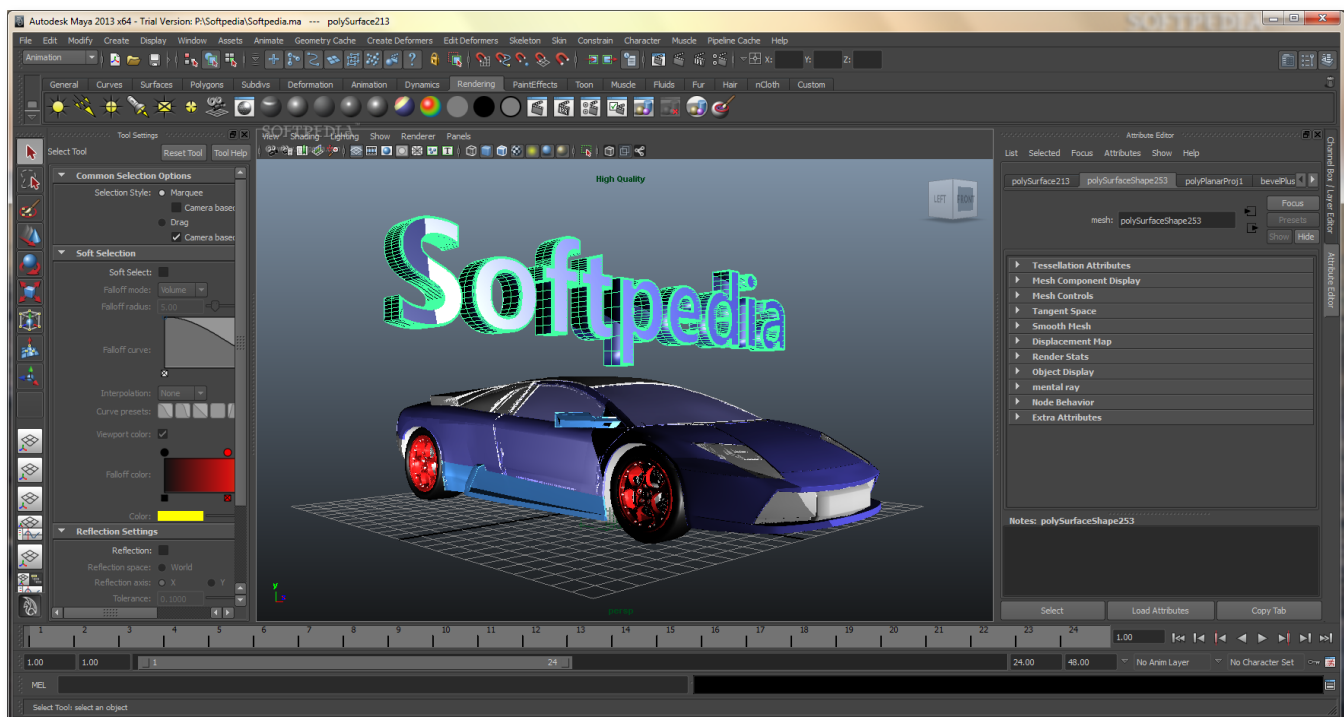 Autodesk Maya 2013 x64 - Trial Version: P:\Softpedia\Softpedia.ma --- polySurface213
SOFTPEDIA
File Edit Modify Create Display Window Assets Animate Geometry Cache Create Deformers Edit Deformers Skeleton Skin Constrain Character Muscle Pipeline Cache Help
Animation X: Y: Z:
General Curves Surfaces Polygons Subdivs Deformation Animation Dynamics Rendering PaintEffects Toon Muscle Fluids Fur Hair nCloth Custom
Tool Settings
Select Tool Reset Tool Tool Help
Common Selection Options
Selection Style: Marquee
Camera based
Drag
Camera based
Soft Selection
Soft Select:
Falloff mode: Volume
Falloff radius: 5.00
Falloff curve:
Interpolation: None
Curve presets:
Viewport color:
Falloff color:
Color:
Reflection Settings
Reflection:
Reflection space: World
Reflection axis: X Y
Tolerance: 0.1000
SOFTPEDIA
View Shading Lighting Show Renderer Panels
High Quality
LEFT FRONT
Softpedia
y
persp
Attribute Editor
List Selected Focus Attributes Show Help
polySurface213 polySurfaceShape253 polyPlanarProj1 bevelPlus
Focus
mesh: polySurfaceShape253
Presets
Show Hide
Tessellation Attributes
Mesh Component Display
Mesh Controls
Tangent Space
Smooth Mesh
Displacement Map
Render Stats
Object Display
mental ray
Node Behavior
Extra Attributes
Notes: polySurfaceShape253
Select Load Attributes Copy Tab
Channel Box / Layer Editor
Attribute Editor
1 2 3 4 5 6 7 8 9 10 11 12 13 14 15 16 17 18 19 20 21 22 23 24 1.00
1.00 1.00 1 24 24.00 48.00 No Anim Layer No Character Set
MEL
Select Tool: select an object